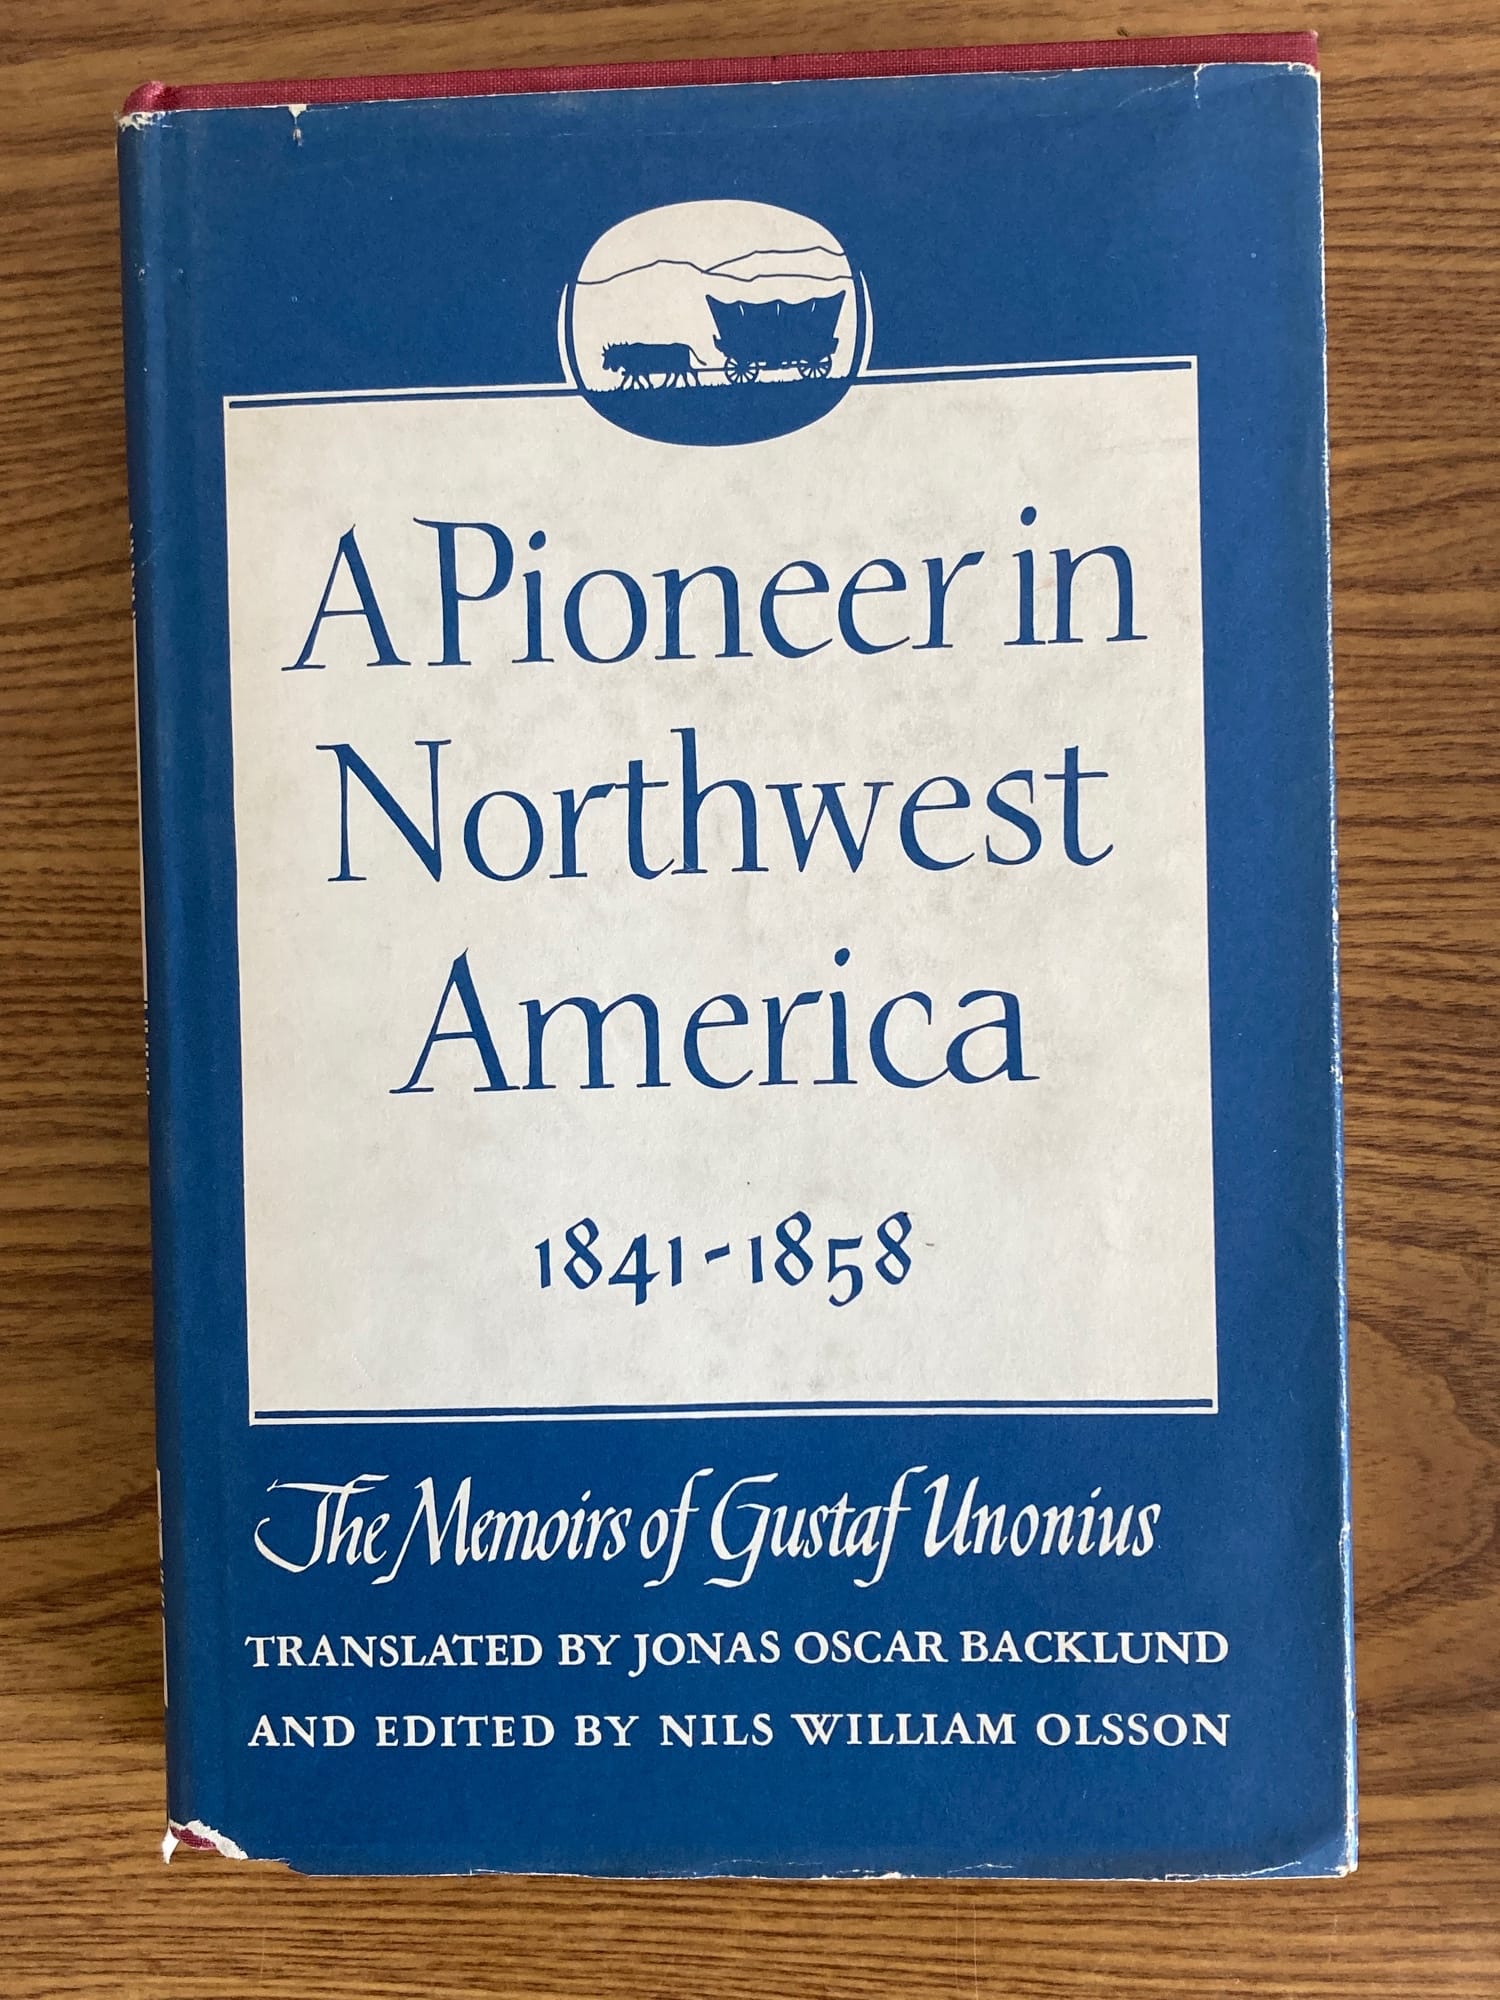 A Pioneer in
Northwest
America
1841-1858
The Memoirs of Gustaf Unonius
TRANSLATED BY JONAS OSCAR BACKLUND
AND EDITED BY NILS WILLIAM OLSSON